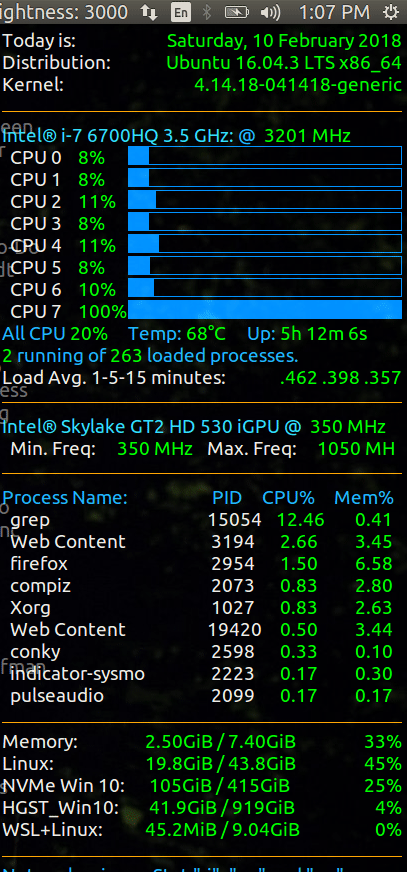 ightness: 3000 En 1:07 PM
Today is: Saturday, 10 February 2018
Distribution: Ubuntu 16.04.3 LTS x86_64
Kernel: 4.14.18-041418-generic
Intel® i-7 6700HQ 3.5 GHz: @ 3201 MHz
CPU 0 8%
CPU 1 8%
CPU 2 11%
CPU 3 8%
CPU 4 11%
CPU 5 8%
CPU 6 10%
CPU 7 100%
All CPU 20% Temp: 68°C Up: 5h 12m 6s
2 running of 263 loaded processes.
Load Avg. 1-5-15 minutes: .462 .398 .357
Intel® Skylake GT2 HD 530 iGPU @ 350 MHz
Min. Freq: 350 MHz Max. Freq: 1050 MH
Process Name: PID CPU% Mem%
grep 15054 12.46 0.41
Web Content 3194 2.66 3.45
firefox 2954 1.50 6.58
compiz 2073 0.83 2.80
Xorg 1027 0.83 2.63
Web Content 19420 0.50 3.44
conky 2598 0.33 0.10
indicator-sysmo 2223 0.17 0.30
pulseaudio 2099 0.17 0.17
Memory: 2.50GiB / 7.40GiB 33%
Linux: 19.8GiB / 43.8GiB 45%
NVMe Win 10: 105GiB / 415GiB 25%
HGST_Win10: 41.9GiB / 919GiB 4%
WSL+Linux: 45.2MiB / 9.04GiB 0%